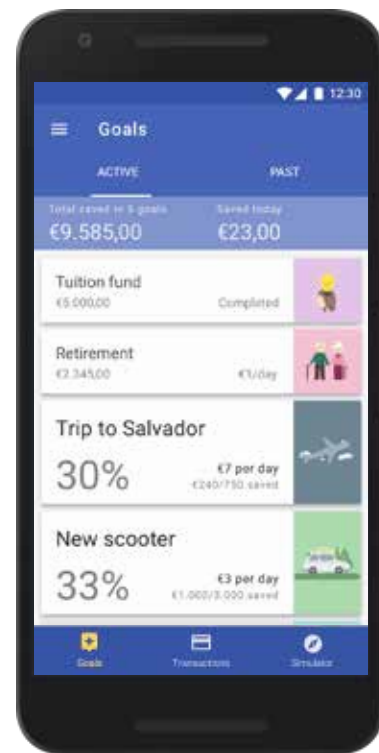 12:30
Goals
ACTIVE PAST
Total saved in 5 goals Saved today
€9.585,00 €23,00
Tuition fund
€5.000,00 Completed
Retirement
€2.345,00 €1/day
Trip to Salvador
30% €7 per day
€240/750 saved
New scooter
33% €3 per day
€1.000/3.000 saved
Goals Transactions Simulator